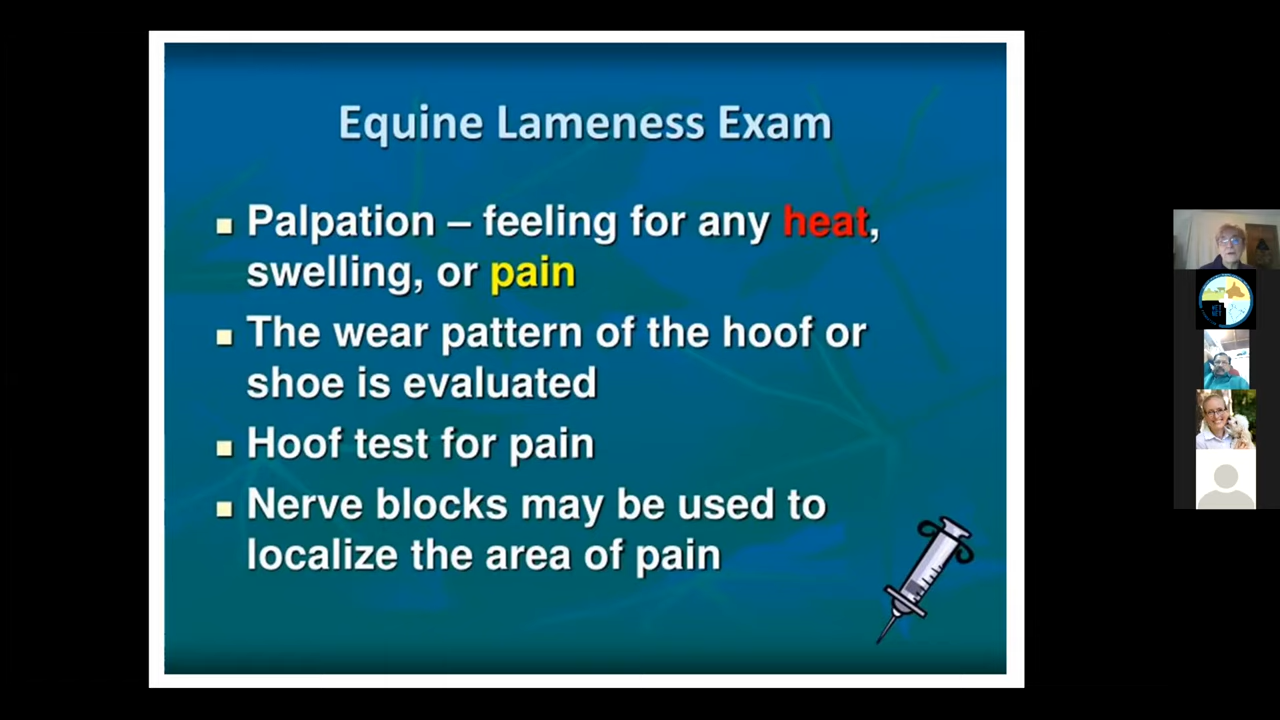 Equine Lameness Exam
Palpation – feeling for any heat,
swelling, or pain
The wear pattern of the hoof or
shoe is evaluated
Hoof test for pain
Nerve blocks may be used to
localize the area of pain